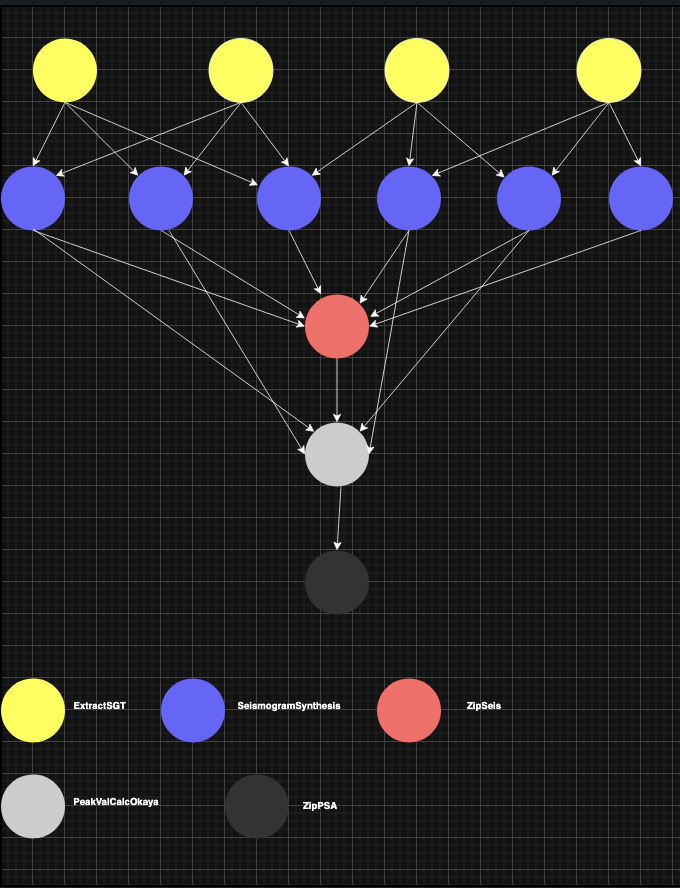 ExtractSGT
SeismogramSynthesis
ZipSeis
PeakValCalcOkaya
ZipPSA